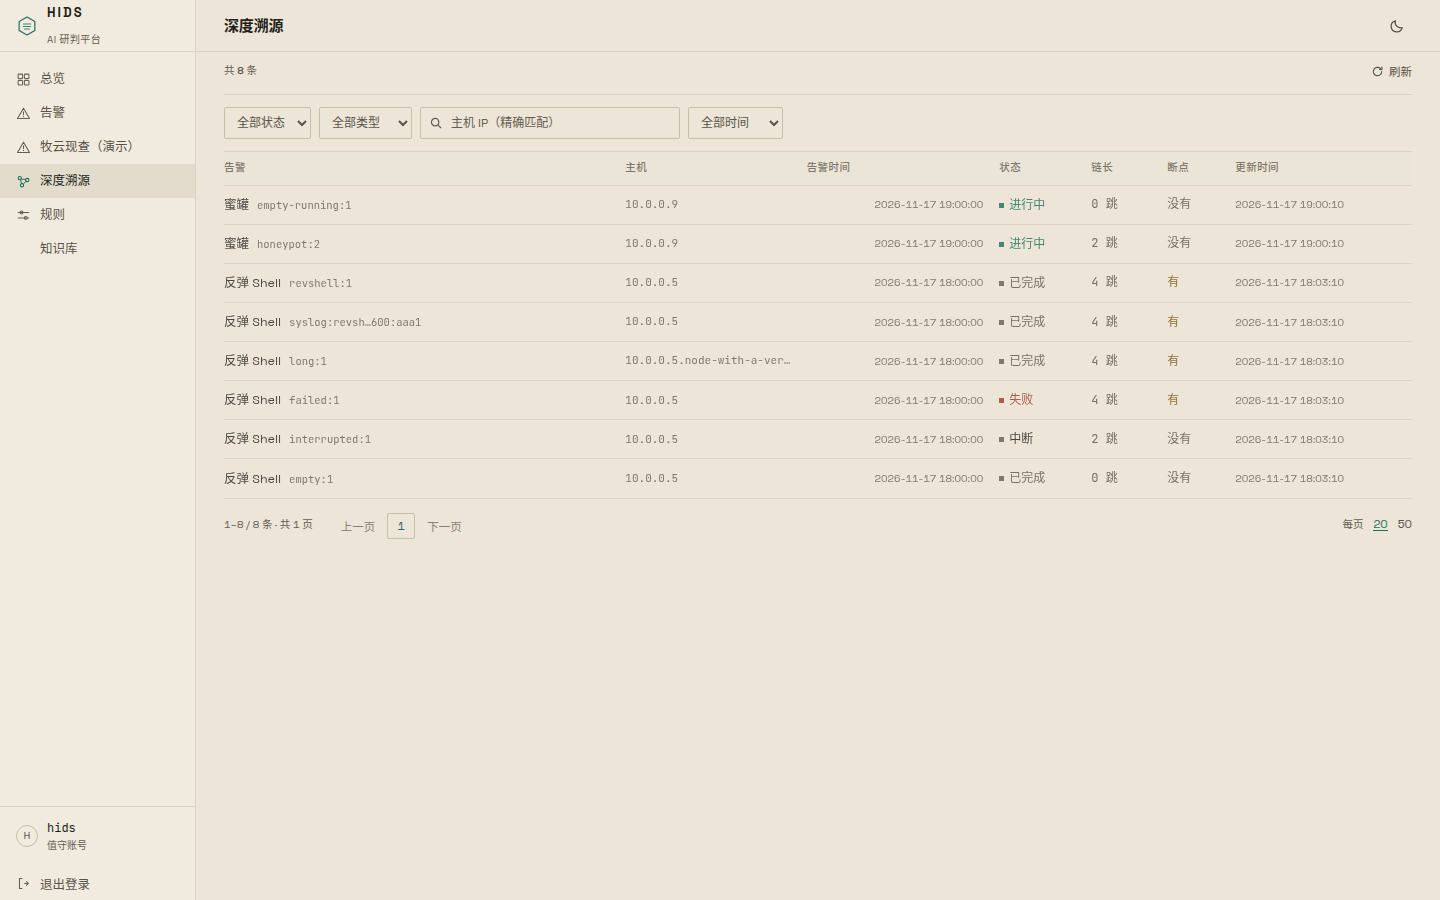 HIDS
AI 研判平台
总览
告警
牧云现查（演示）
深度溯源
规则
知识库
hids
H
值守账号
退出登录
深度溯源
共 8 条
刷新
全部状态 全部类型 主机 IP（精确匹配） 全部时间
告警 主机 告警时间 状态 链长 断点 更新时间
蜜罐 empty-running:1 10.0.0.9 2026-11-17 19:00:00 进行中 0 跳 没有 2026-11-17 19:00:10
蜜罐 honeypot:2 10.0.0.9 2026-11-17 19:00:00 进行中 2 跳 没有 2026-11-17 19:00:10
反弹 Shell revshell:1 10.0.0.5 2026-11-17 18:00:00 已完成 4 跳 有 2026-11-17 18:03:10
反弹 Shell syslog:revsh…600:aaa1 10.0.0.5 2026-11-17 18:00:00 已完成 4 跳 有 2026-11-17 18:03:10
反弹 Shell long:1 10.0.0.5.node-with-a-ver… 2026-11-17 18:00:00 已完成 4 跳 有 2026-11-17 18:03:10
反弹 Shell failed:1 10.0.0.5 2026-11-17 18:00:00 失败 4 跳 有 2026-11-17 18:03:10
反弹 Shell interrupted:1 10.0.0.5 2026-11-17 18:00:00 中断 2 跳 没有 2026-11-17 18:03:10
反弹 Shell empty:1 10.0.0.5 2026-11-17 18:00:00 已完成 0 跳 没有 2026-11-17 18:03:10
1–8 / 8 条 · 共 1 页 上一页 1 下一页 每页 20 50